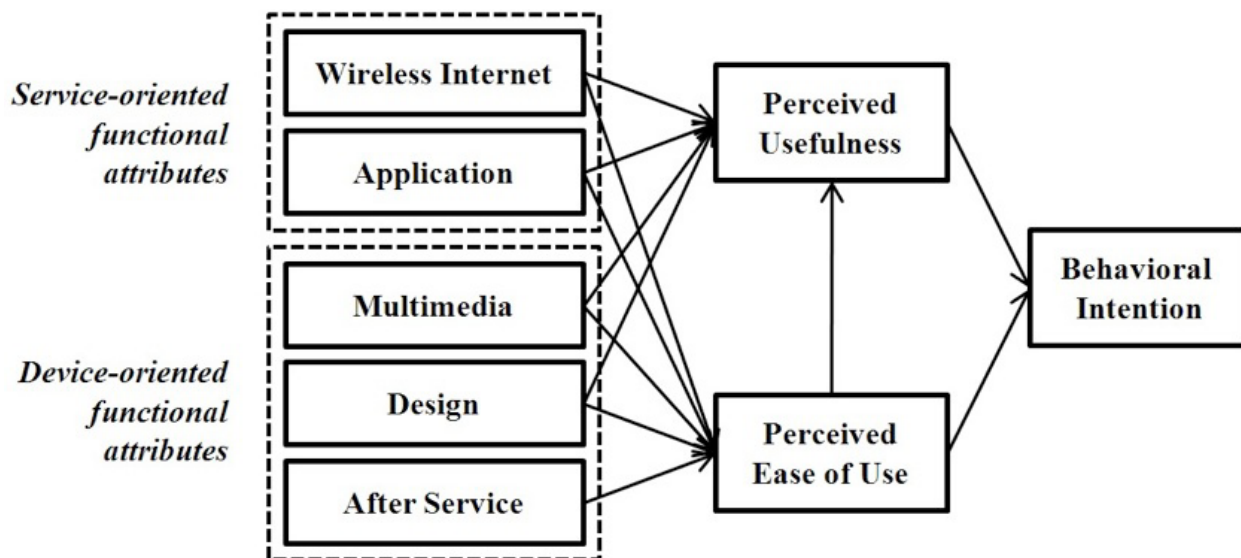 Service-oriented
functional
attributes
Wireless Internet
Application
Device-oriented
functional
attributes
Multimedia
Design
After Service
Perceived
Usefulness
Perceived
Ease of Use
Behavioral
Intention